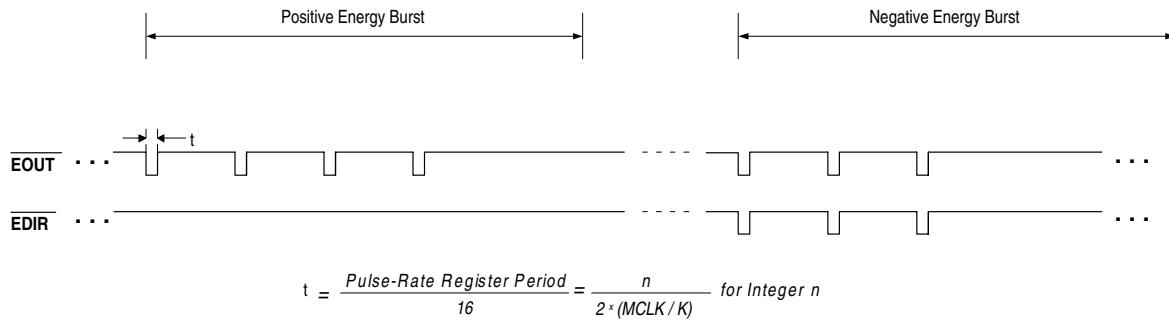 Positive Energy Burst
Negative Energy Burst
t
EOUT . . . . . .
EDIR . . . . . .
t = Pulse-Rate Register Period / 16 = n / 2 x (MCLK / K) for Integer n